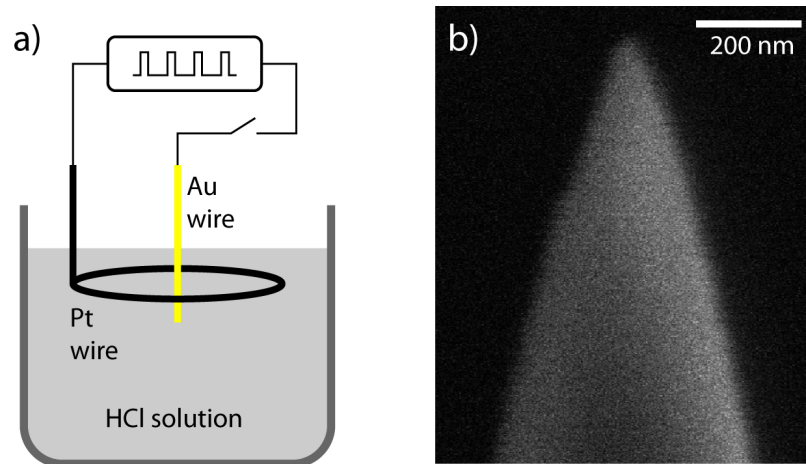 a)
Au
wire
Pt
wire
HCl solution
b)
200 nm